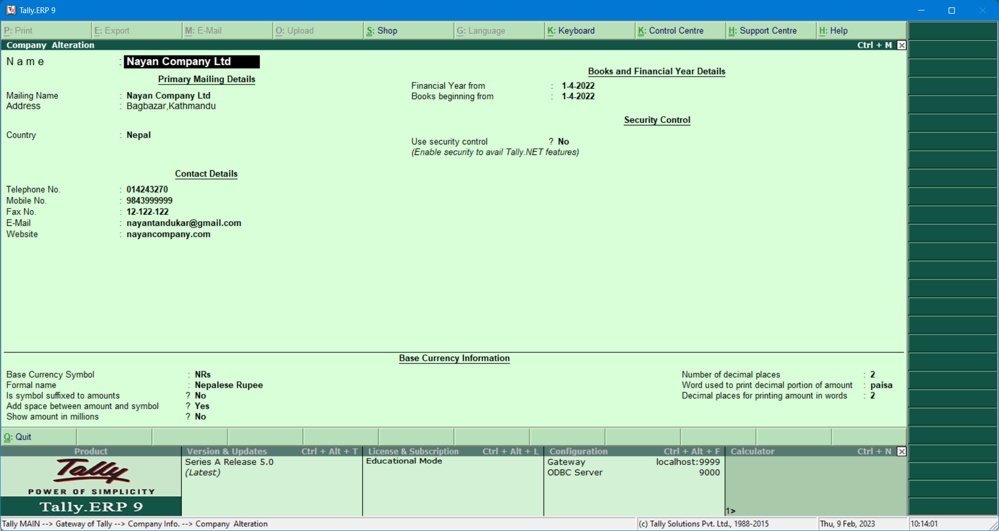 Tally.ERP 9
P: Print E: Export M: E-Mail O: Upload S: Shop G: Language K: Keyboard K: Control Centre H: Support Centre H: Help
Company Alteration Ctrl + M
Name : Nayan Company Ltd
Primary Mailing Details
Mailing Name : Nayan Company Ltd
Address : Bagbazar,Kathmandu
Country : Nepal
Contact Details
Telephone No. : 014243270
Mobile No. : 9843999999
Fax No. : 12-122-122
E-Mail : nayantandukar@gmail.com
Website : nayancompany.com
Books and Financial Year Details
Financial Year from : 1-4-2022
Books beginning from : 1-4-2022
Security Control
Use security control ? No
(Enable security to avail Tally.NET features)
Base Currency Information
Base Currency Symbol : NRs
Formal name : Nepalese Rupee
Is symbol suffixed to amounts ? No
Add space between amount and symbol ? Yes
Show amount in millions ? No
Number of decimal places : 2
Word used to print decimal portion of amount : paisa
Decimal places for printing amount in words : 2
Q: Quit
Product
Tally
POWER OF SIMPLICITY
Tally.ERP 9
Version & Updates Ctrl + Alt + T
Series A Release 5.0
(Latest)
License & Subscription Ctrl + Alt + L
Educational Mode
Configuration Ctrl + Alt + F
Gateway localhost:9999
ODBC Server 9000
Calculator Ctrl + N
1>
Tally MAIN --> Gateway of Tally --> Company Info. --> Company Alteration (c) Tally Solutions Pvt. Ltd., 1988-2015 Thu, 9 Feb, 2023 10:14:01